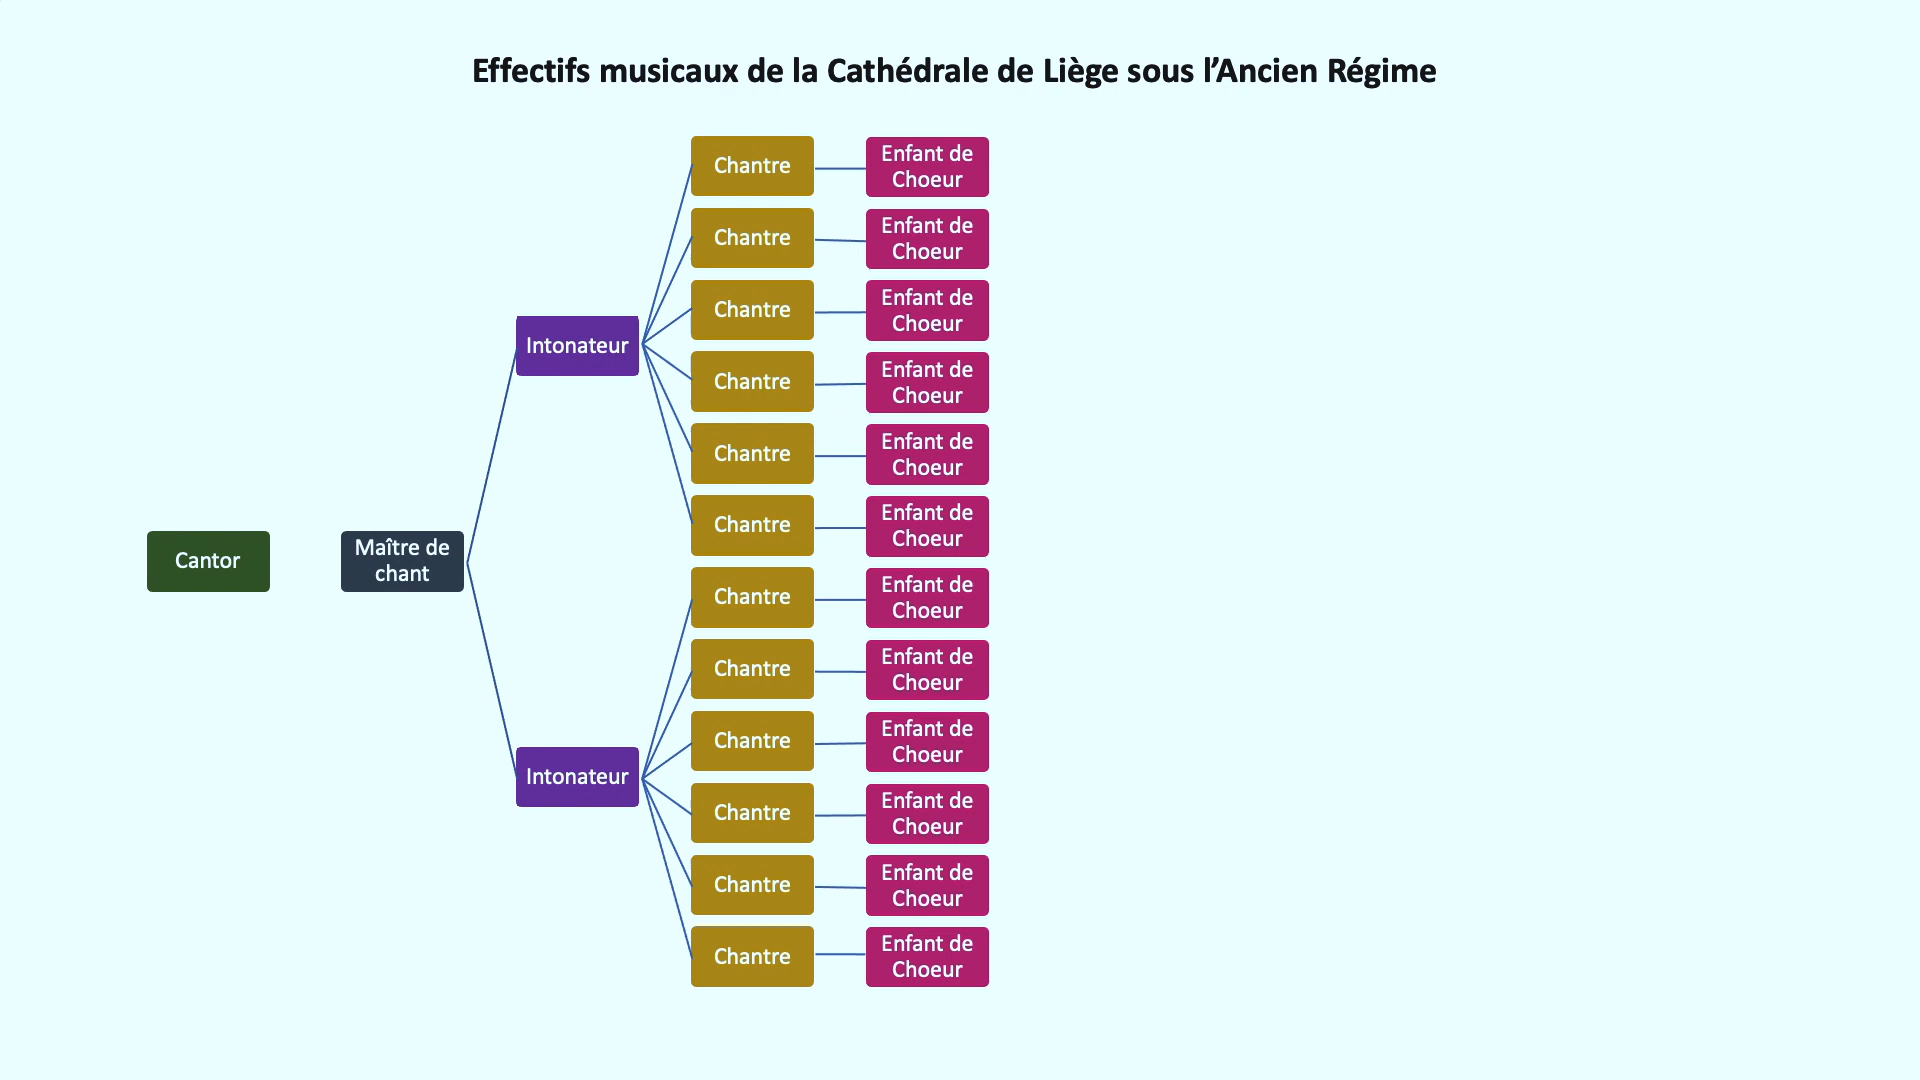 Effectifs musicaux de la Cathédrale de Liège sous l’Ancien Régime
Cantor
Maître de
chant
Intonateur
Chantre
Enfant de
Choeur
Chantre
Enfant de
Choeur
Chantre
Enfant de
Choeur
Chantre
Enfant de
Choeur
Chantre
Enfant de
Choeur
Chantre
Enfant de
Choeur
Intonateur
Chantre
Enfant de
Choeur
Chantre
Enfant de
Choeur
Chantre
Enfant de
Choeur
Chantre
Enfant de
Choeur
Chantre
Enfant de
Choeur
Chantre
Enfant de
Choeur